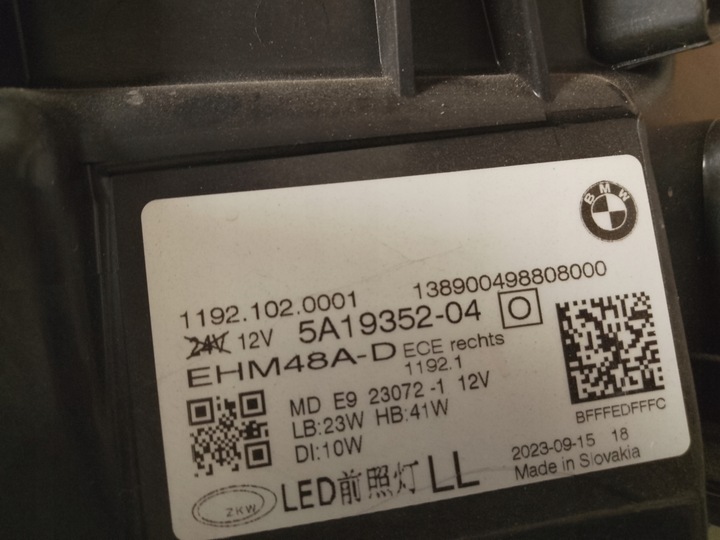 BMW
1192.102.0001 138900498808000
24V 12V 5A19352-04 O
EHM48A-D ECE rechts
1192.1
MD E9 23072 -1 12V
LB:23W HB:41W
DI:10W
BFFFEDFFFC
2023-09-15 18
Made in Slovakia
ZKW LED前照灯 LL